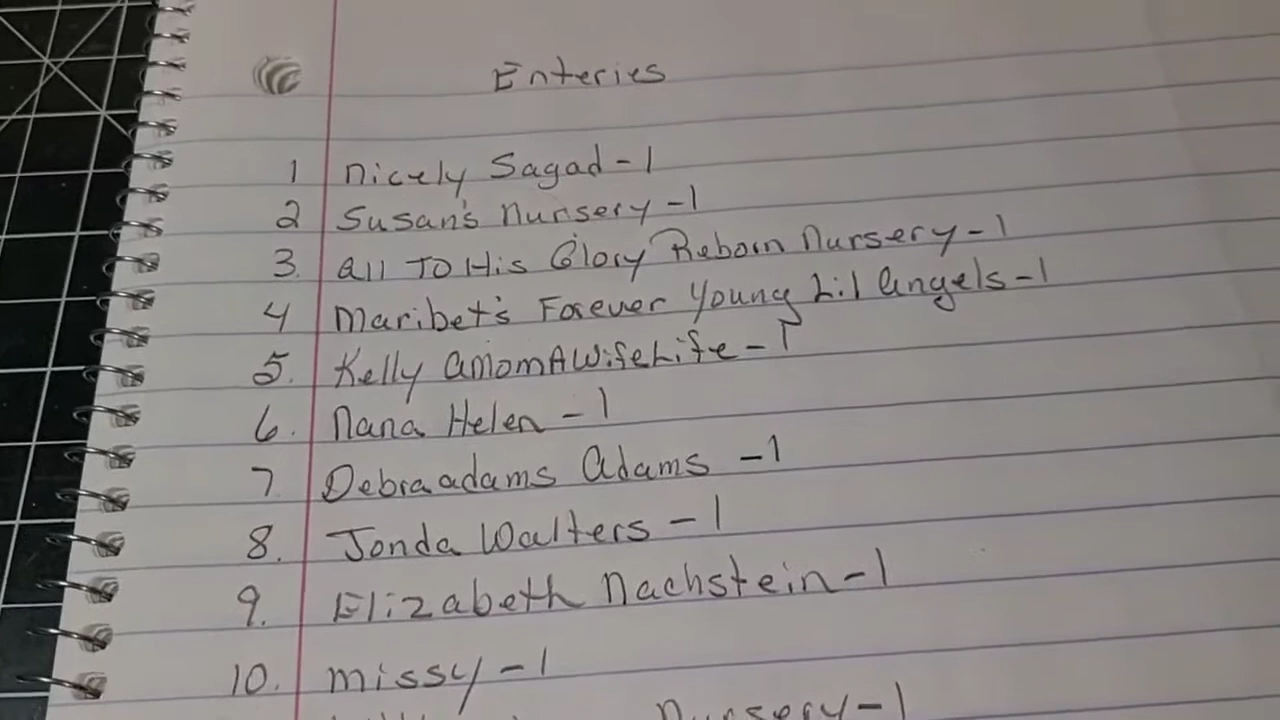 Enteries
1 Nicely Sagad-1
2 Susan's Nursery-1
3. All To His Glory Reborn Nursery-1
4 Maribet's Forever Young Lil Angels-1
5. Kelly AMomAWifeLife-1
6. Nana Helen-1
7 Debraadams Adams-1
8. Jonda Walters-1
9. Elizabeth Nachstein-1
10. Missy-1
Nursery-1